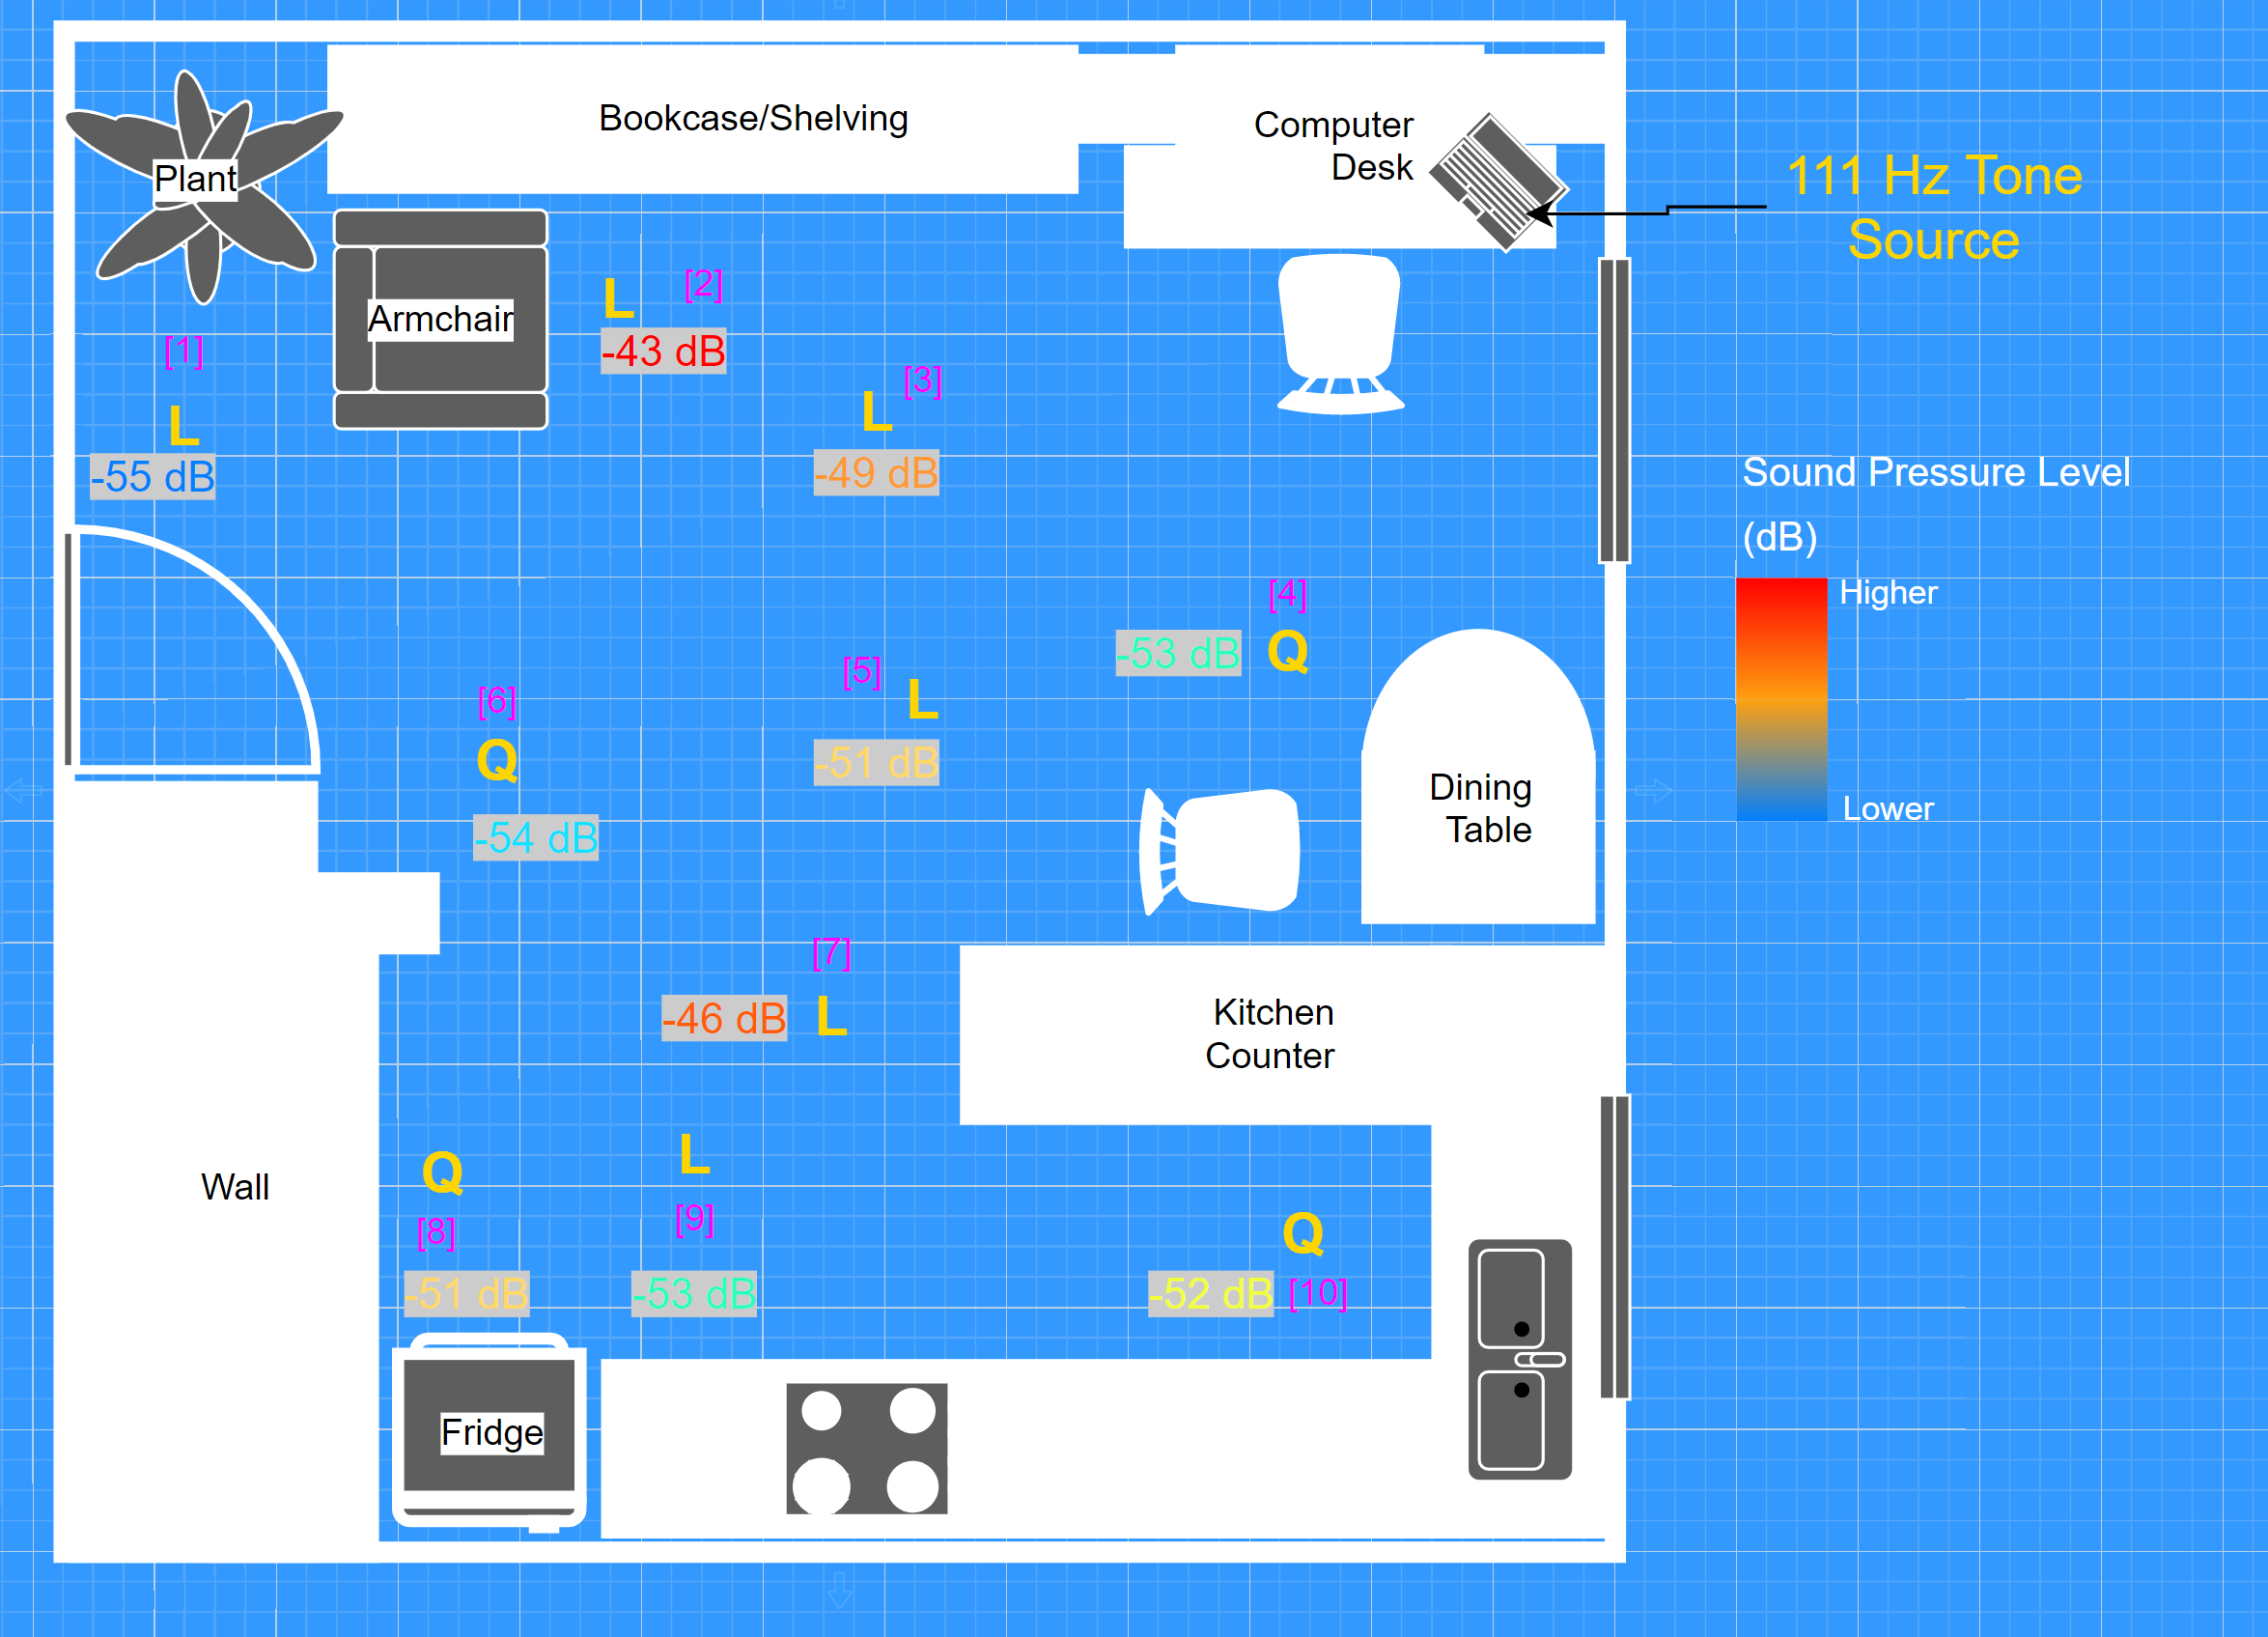 Bookcase/Shelving
Computer
Desk
Plant
111 Hz Tone
Source
Armchair
L
[2]
-43 dB
[1]
L
-55 dB
[3]
L
-49 dB
Sound Pressure Level
(dB)
Higher
Lower
[4]
-53 dB Q
[5]
L
-51 dB
[6]
Q
-54 dB
Dining
Table
[7]
-46 dB L
Kitchen
Counter
Wall
Q
[8]
-51 dB
L
[9]
-53 dB
Q
-52 dB [10]
Fridge